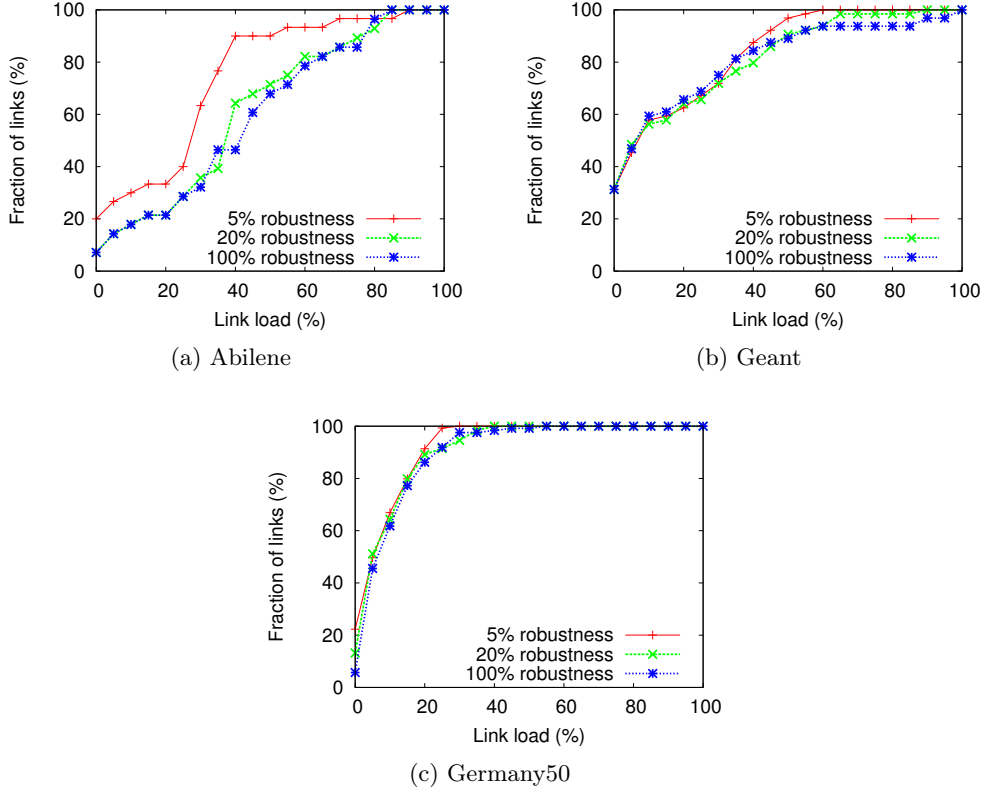 100
80
60
40
20
0
Fraction of links (%)
5% robustness
20% robustness
100% robustness
0 20 40 60 80 100
Link load (%)
(a) Abilene
100
80
60
40
20
0
Fraction of links (%)
5% robustness
20% robustness
100% robustness
0 20 40 60 80 100
Link load (%)
(b) Geant
100
80
60
40
20
0
Fraction of links (%)
5% robustness
20% robustness
100% robustness
0 20 40 60 80 100
Link load (%)
(c) Germany50